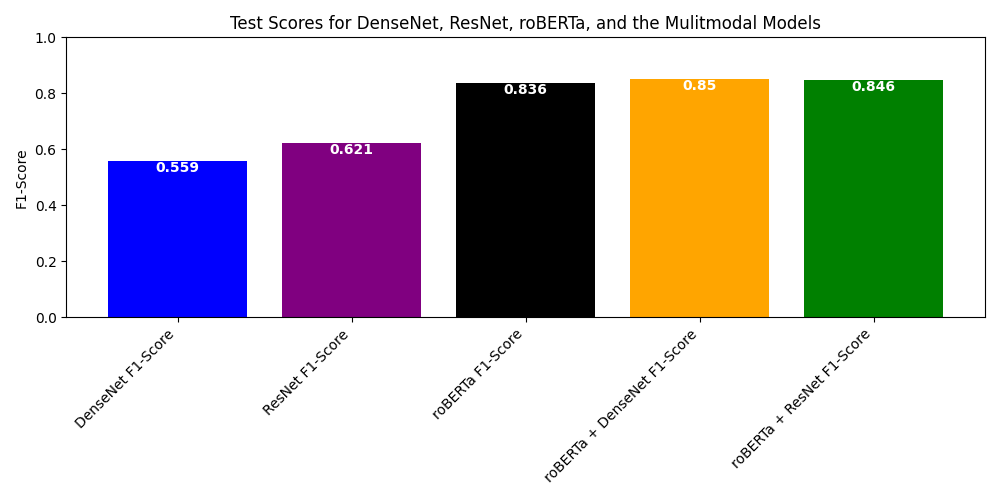 Test Scores for DenseNet, ResNet, roBERTa, and the Mulitmodal Models
F1-Score
1.0
0.8
0.6
0.4
0.2
0.0
0.559
0.621
0.836
0.85
0.846
DenseNet F1-Score
ResNet F1-Score
roBERTa F1-Score
roBERTa + DenseNet F1-Score
roBERTa + ResNet F1-Score